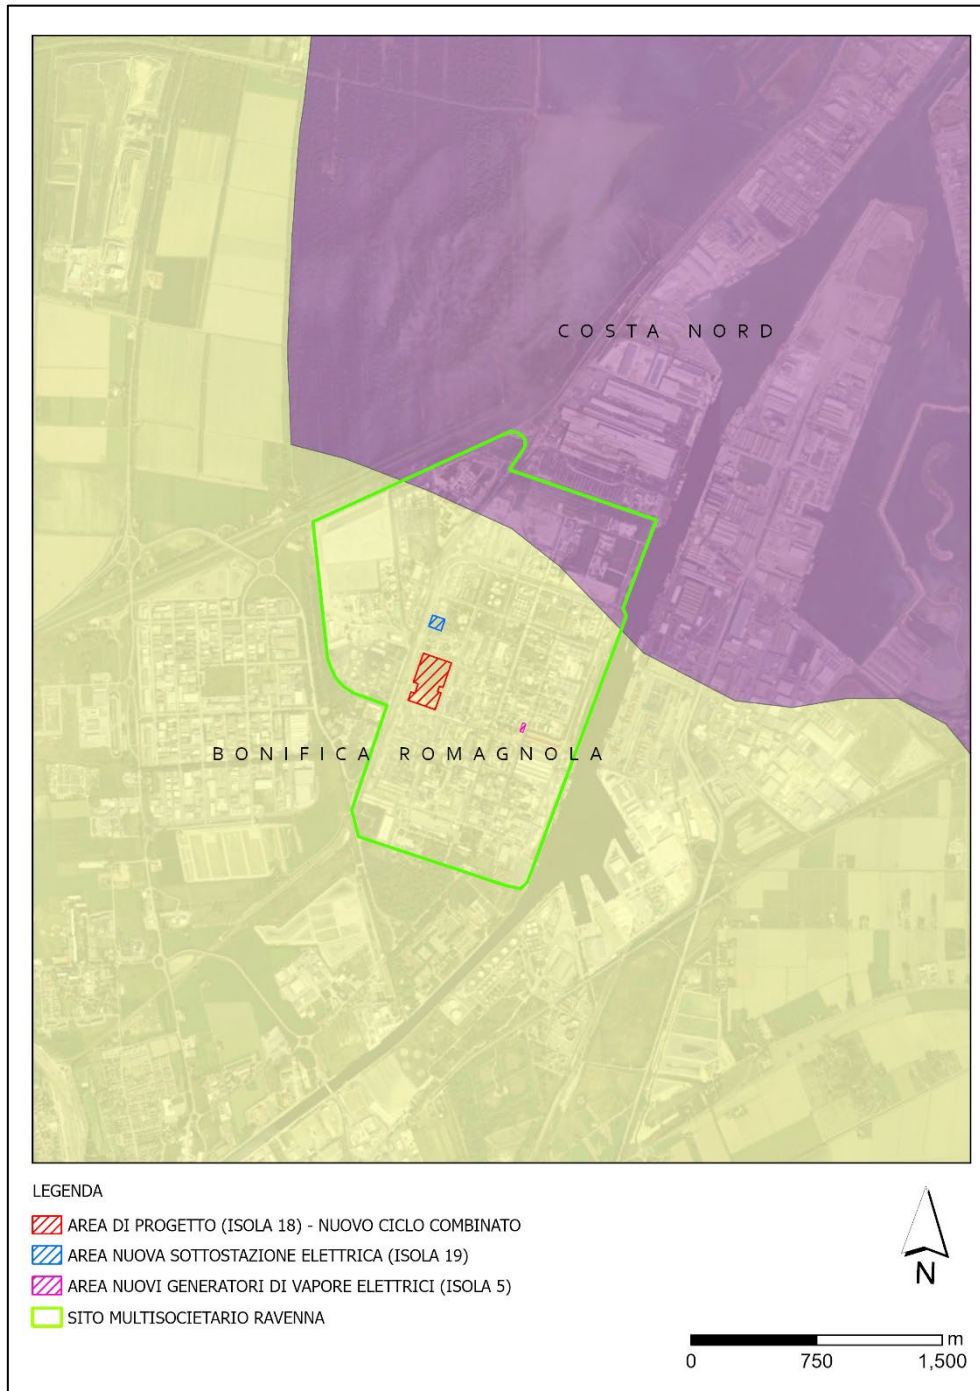 COSTA NORD
BONIFICA ROMAGNOLA
LEGENDA
AREA DI PROGETTO (ISOLA 18) - NUOVO CICLO COMBINATO
AREA NUOVA SOTTOSTAZIONE ELETTRICA (ISOLA 19)
AREA NUOVI GENERATORI DI VAPORE ELETTRICI (ISOLA 5)
SITO MULTISOCIETARIO RAVENNA
N
m
0 750 1,500